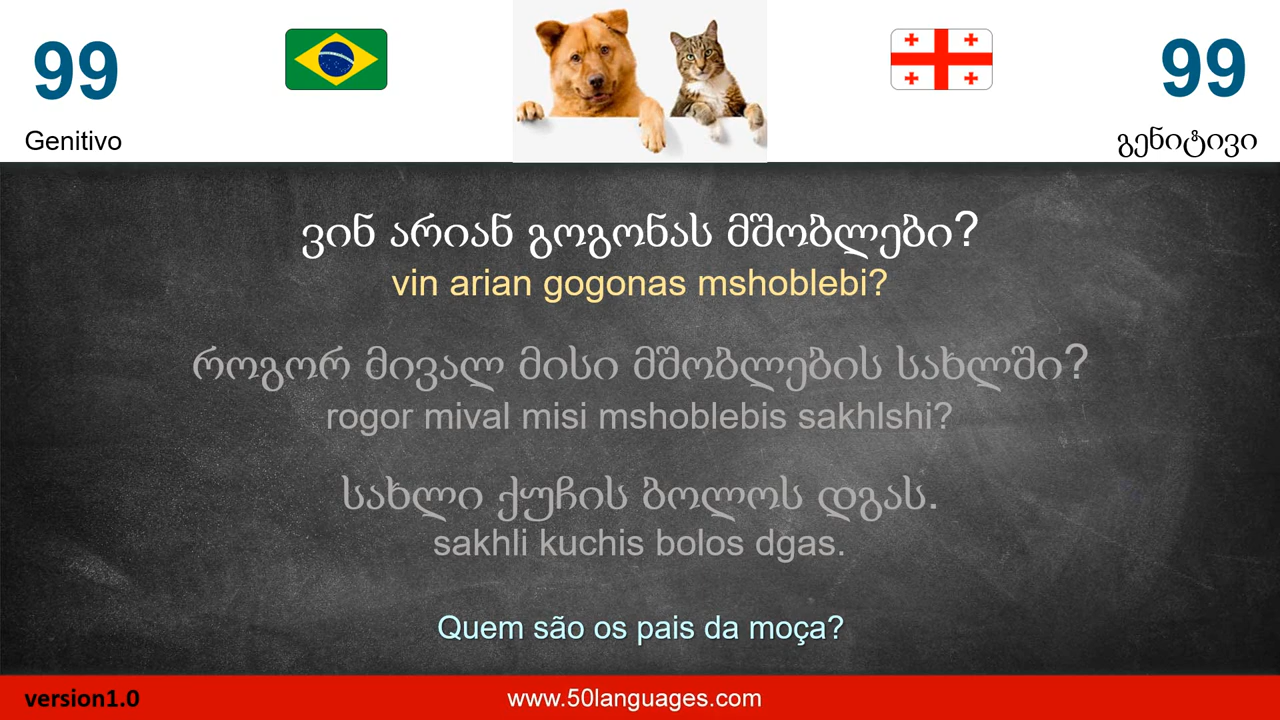 99
99
Genitivo
გენიტივი
ვინ არიან გოგონას მშობლები?
vin arian gogonas mshoblebi?
როგორ მივალ მისი მშობლების სახლში?
rogor mival misi mshoblebis sakhlshi?
სახლი ქუჩის ბოლოს დგას.
sakhli kuchis bolos dgas.
Quem são os pais da moça?
version1.0
www.50languages.com